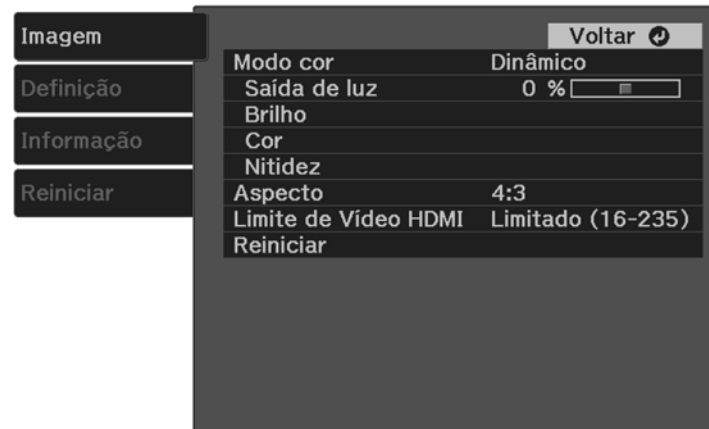 Imagem
Definição
Informação
Reiniciar
Voltar
Modo cor Dinâmico
Saída de luz 0 %
Brilho
Cor
Nitidez
Aspecto 4:3
Limite de Vídeo HDMI Limitado (16-235)
Reiniciar